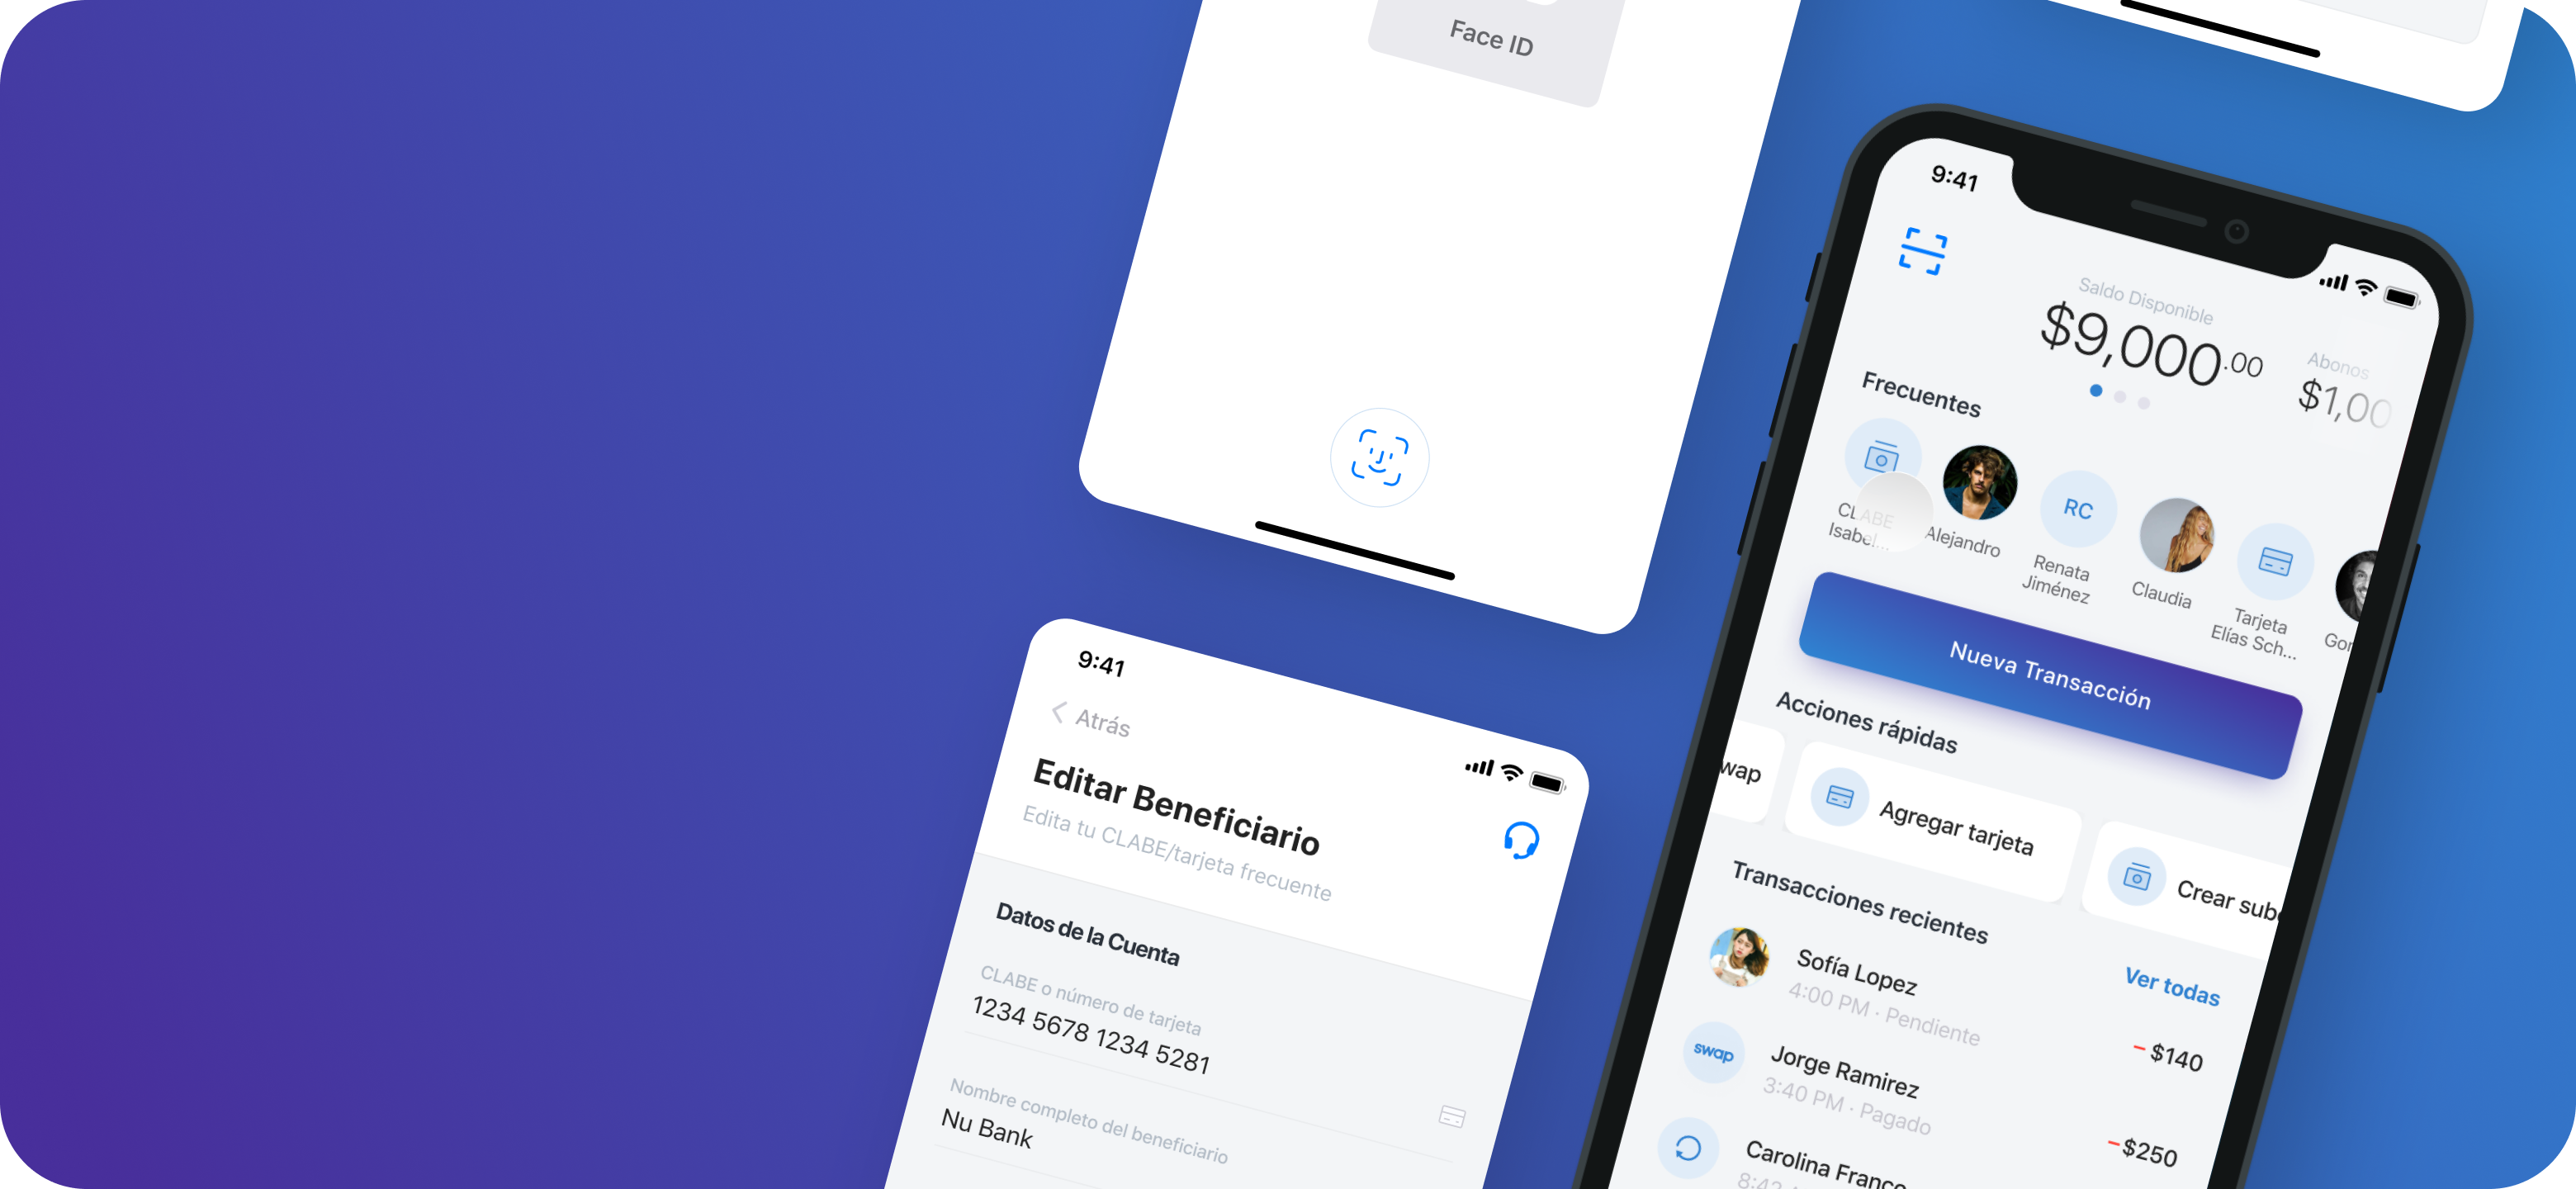 Face ID
9:41
Atrás
Editar Beneficiario
Edita tu CLABE/tarjeta frecuente
Datos de la Cuenta
CLABE o número de tarjeta
1234 5678 1234 5281
Nombre completo del beneficiario
Nu Bank
9:41
Saldo Disponible
$9,000.00
Abonos
$1,00
Frecuentes
CLABE
Isabel...
Alejandro
RC
Renata
Jiménez
Claudia
Tarjeta
Elías Sch...
Nueva Transacción
Acciones rápidas
wap
Agregar tarjeta
Crear sub
Transacciones recientes
Ver todas
Sofía Lopez
4:00 PM · Pendiente
- $140
swap
Jorge Ramirez
3:40 PM · Pagado
-$250
Carolina Franco
8:42